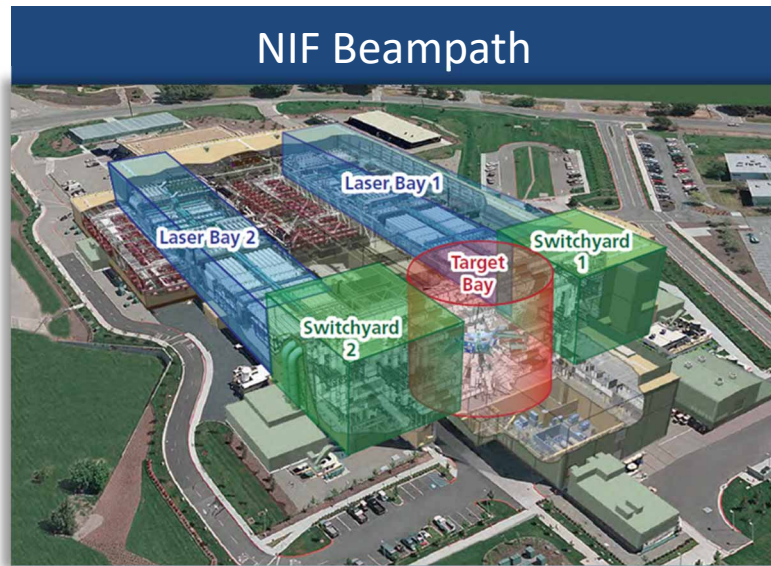 NIF Beampath
Laser Bay 1
Laser Bay 2
Switchyard
1
Target
Bay
Switchyard
2